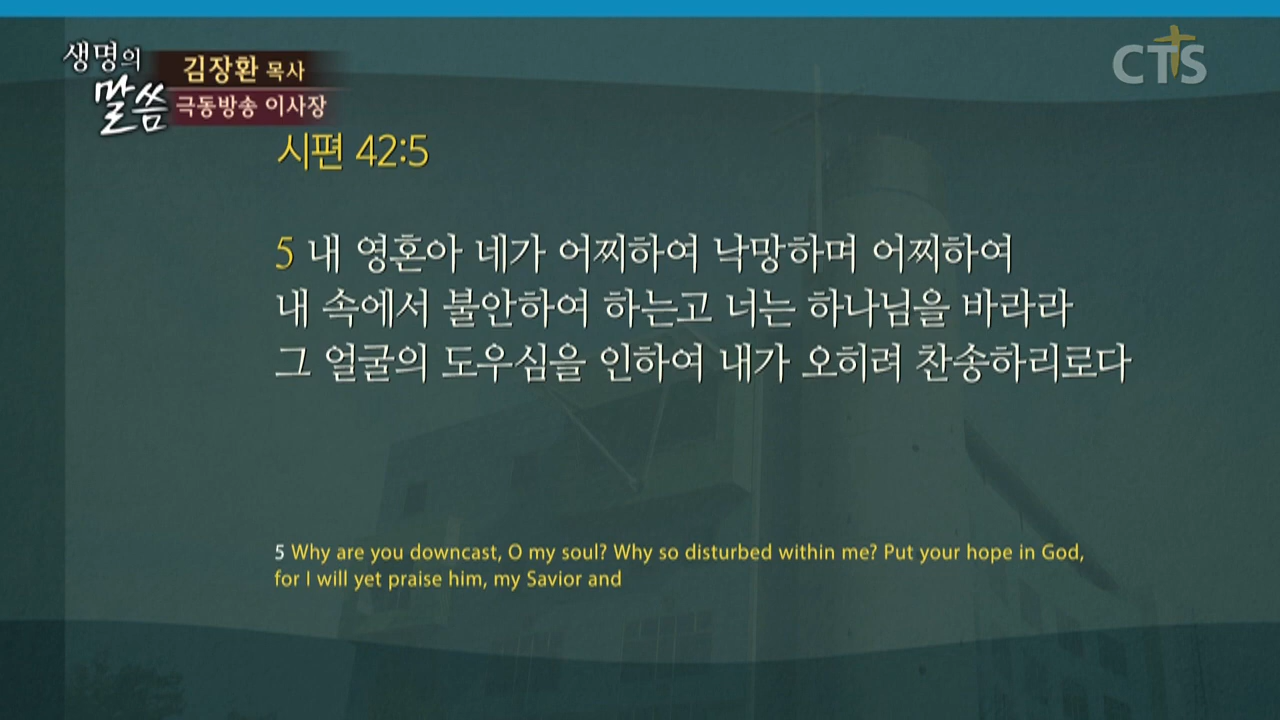 생명의
말씀
김장환 목사
극동방송 이사장
CTS
시편 42:5
5 내 영혼아 네가 어찌하여 낙망하며 어찌하여
내 속에서 불안하여 하는고 너는 하나님을 바라라
그 얼굴의 도우심을 인하여 내가 오히려 찬송하리로다
5 Why are you downcast, O my soul? Why so disturbed within me? Put your hope in God,
for I will yet praise him, my Savior and